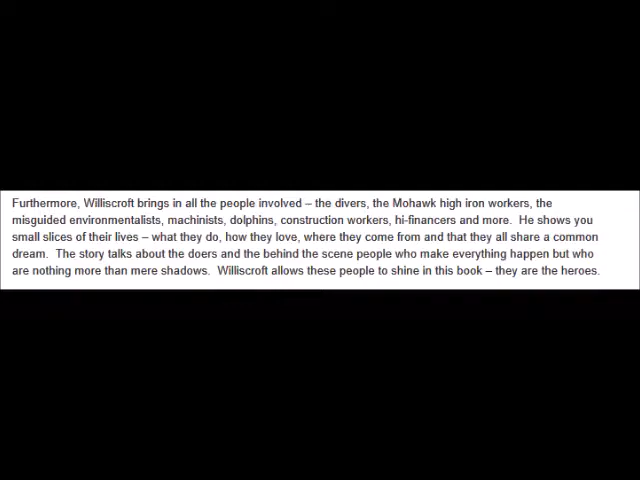 Furthermore, Williscroft brings in all the people involved – the divers, the Mohawk high iron workers, the
misguided environmentalists, machinists, dolphins, construction workers, hi-financers and more.  He shows you
small slices of their lives – what they do, how they love, where they come from and that they all share a common
dream.  The story talks about the doers and the behind the scene people who make everything happen but who
are nothing more than mere shadows.  Williscroft allows these people to shine in this book – they are the heroes.